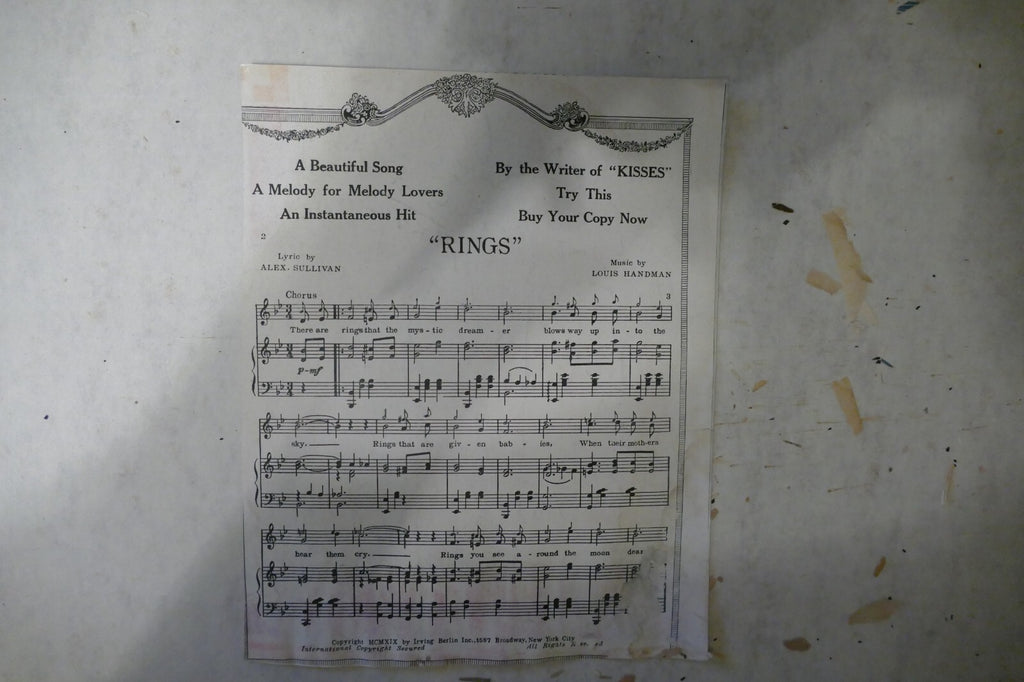 A Beautiful Song
A Melody for Melody Lovers
An Instantaneous Hit
By the Writer of "KISSES"
Try This
Buy Your Copy Now
"RINGS"
2
Lyric by
ALEX. SULLIVAN
Music by
LOUIS HANDMAN
3
Chorus
There are rings that the mys - tic dream - er blows way up in - to the
p-mf
sky. Rings that are giv - en bab - ies, When their moth-ers
hear them cry. Rings you see a - round the moon dear
Copyright MCMXIX by Irving Berlin Inc., 1587 Broadway, New York City
International Copyright Secured
All Rights